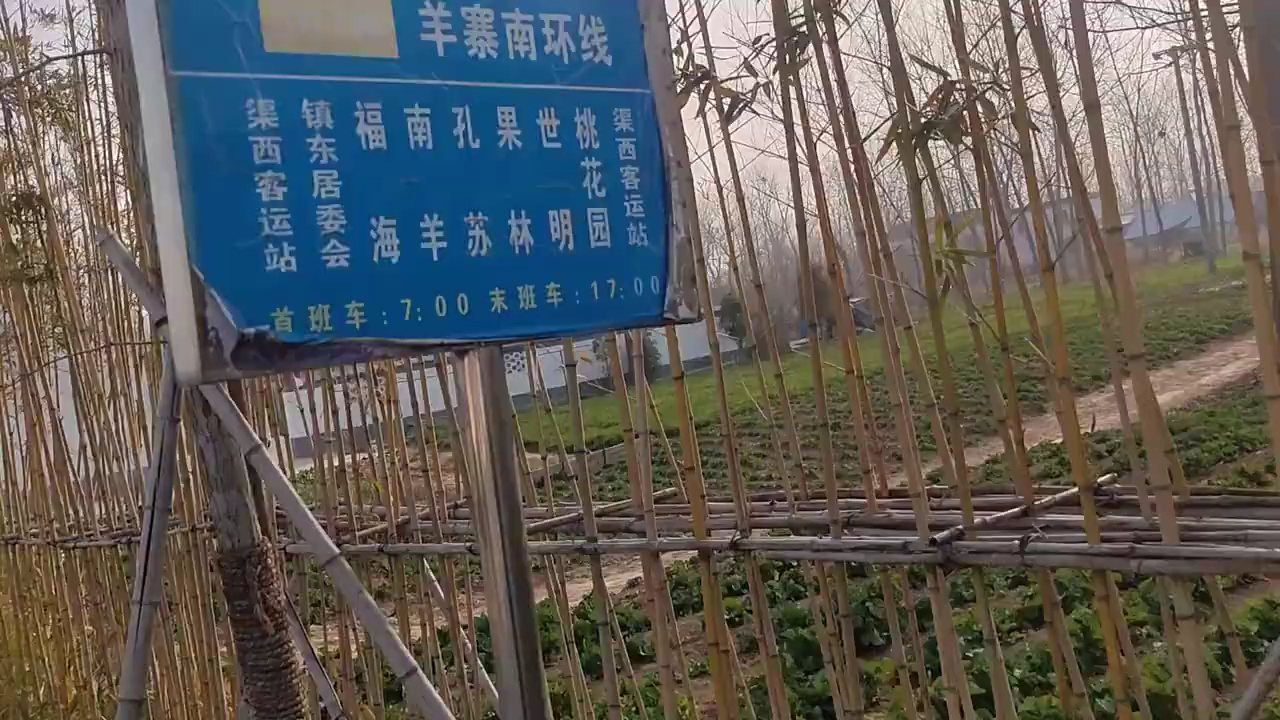 羊寨南环线
渠西客运站
镇东居委会
福海
南羊
孔苏
果林
世明
桃花园
渠西客运站
首班车:7:00 末班车:17:00